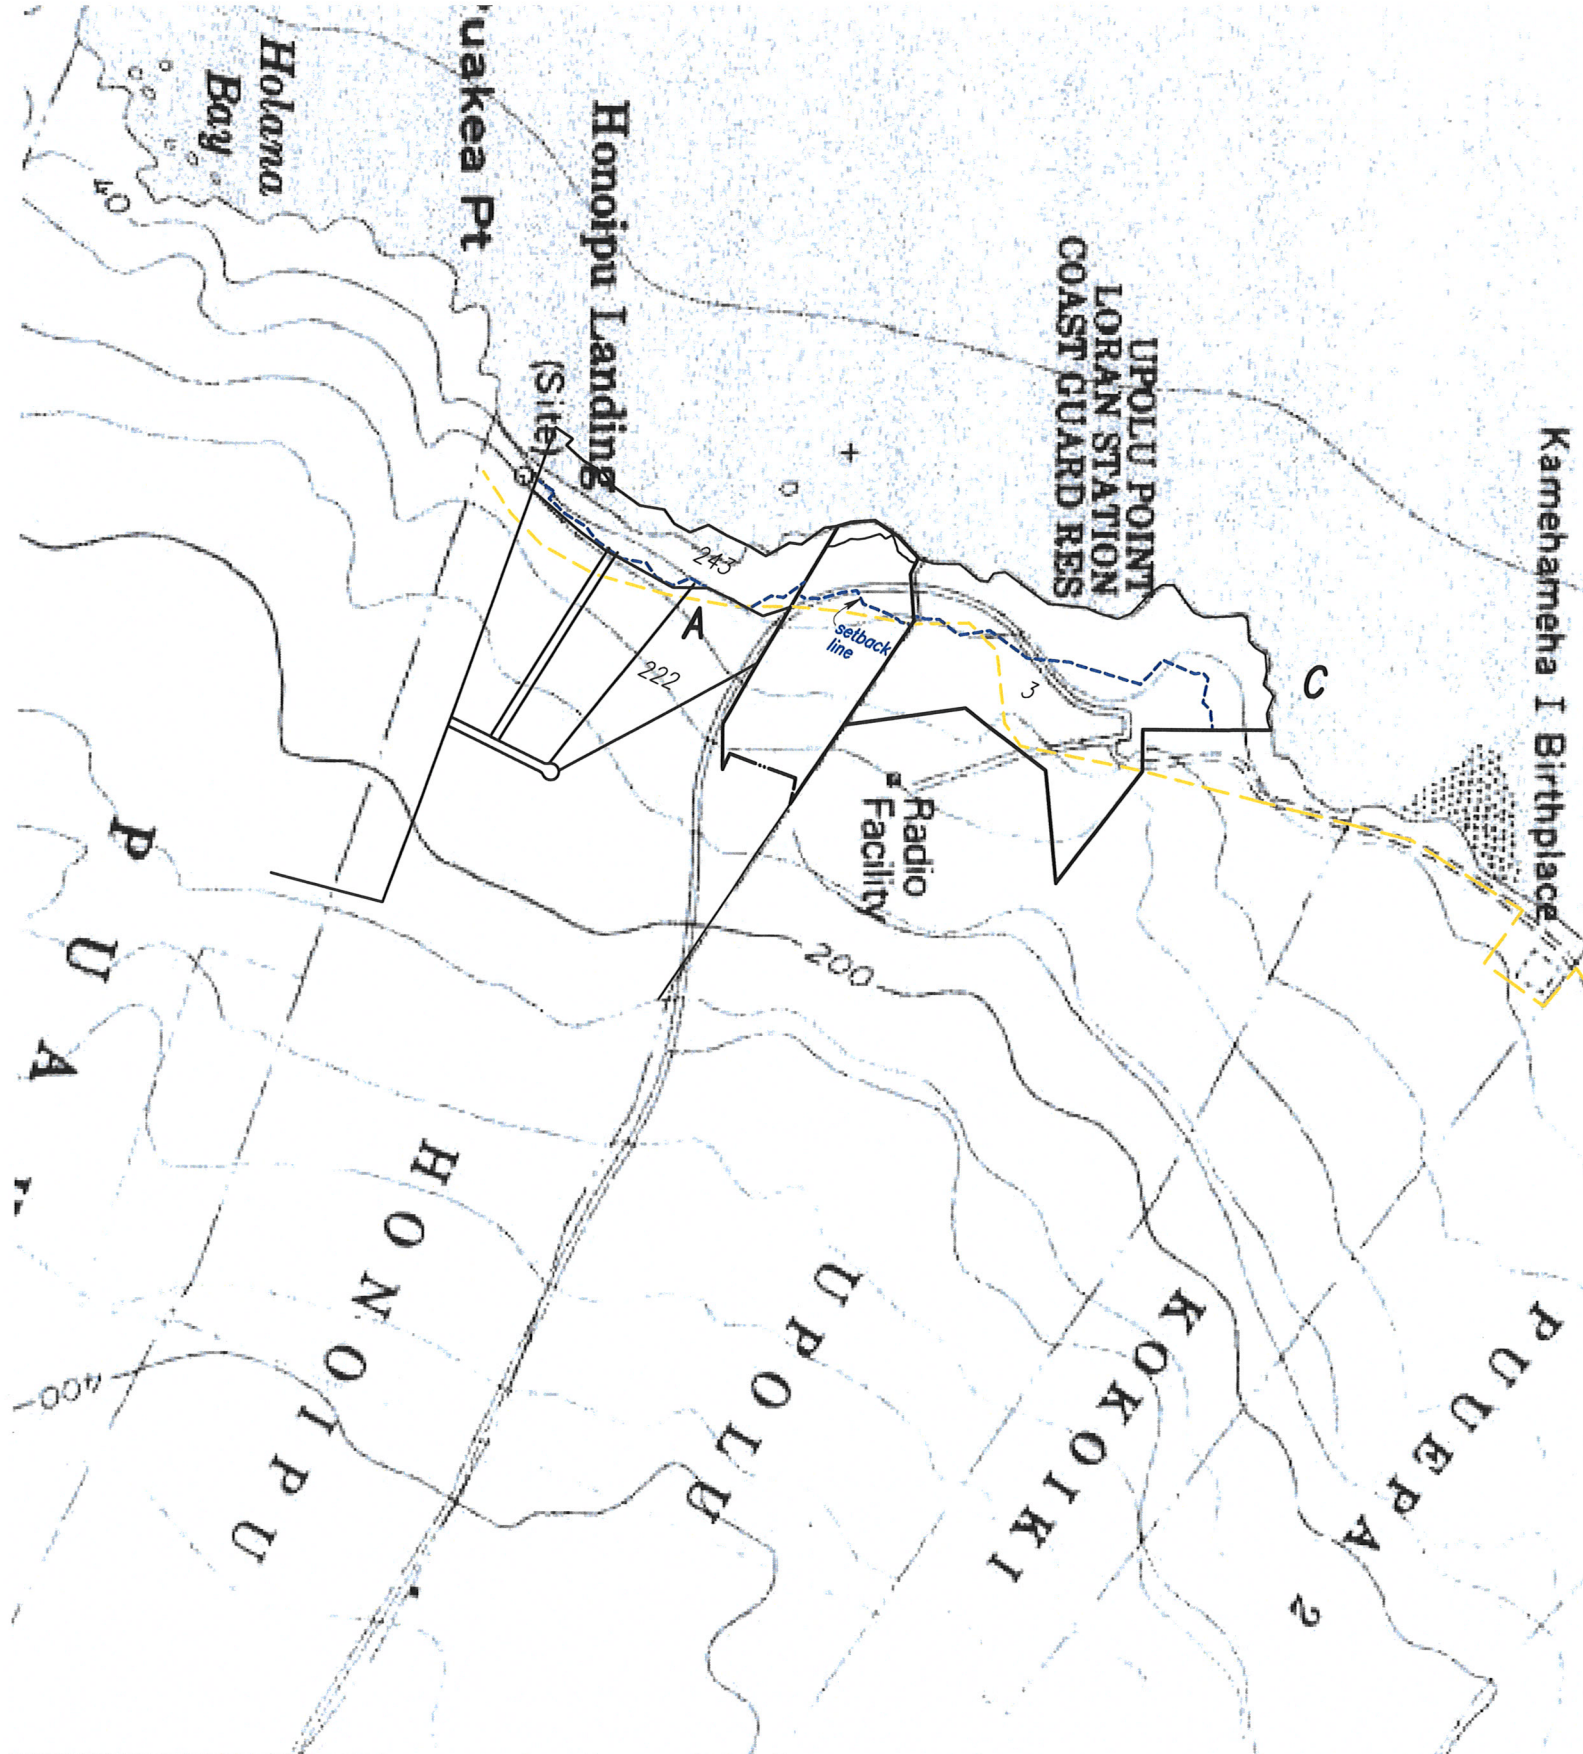 Holana
Bay
uakea Pt
Honoipu Landing
(Site)
UPOLU POINT
LORAN STATION
COAST GUARD RES
Kamehameha I Birthplace
40
243
A
222
setback
line
3
C
Radio
Facility
200
PUA
HONOIPU
UPOLU
KOKOIKI
PUUEPA
2
400